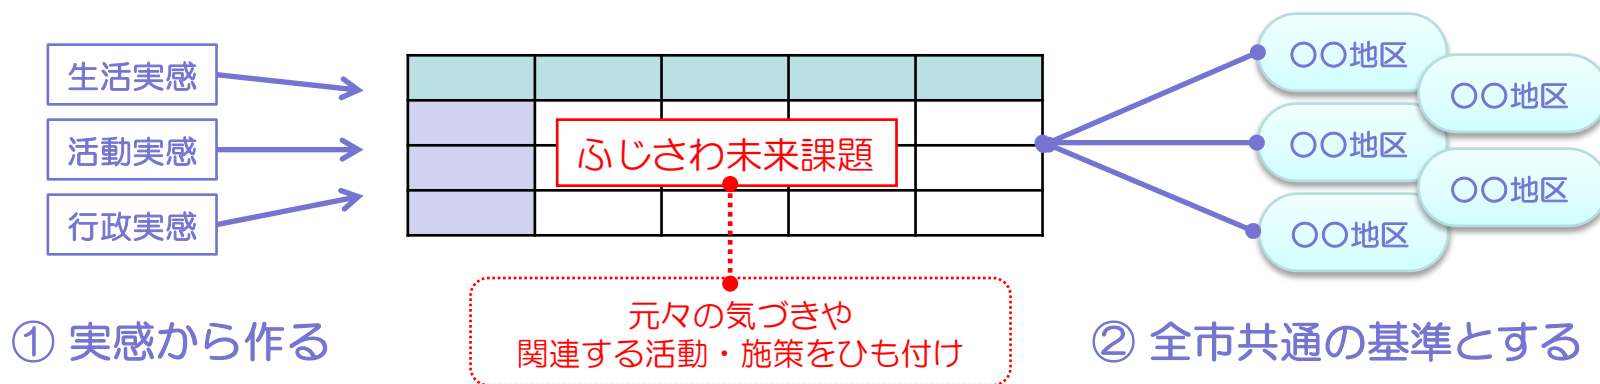 生活実感
活動実感
行政実感
① 実感から作る
ふじさわ未来課題
元々の気づきや
関連する活動・施策をひも付け
〇〇地区
〇〇地区
〇〇地区
〇〇地区
〇〇地区
② 全市共通の基準とする